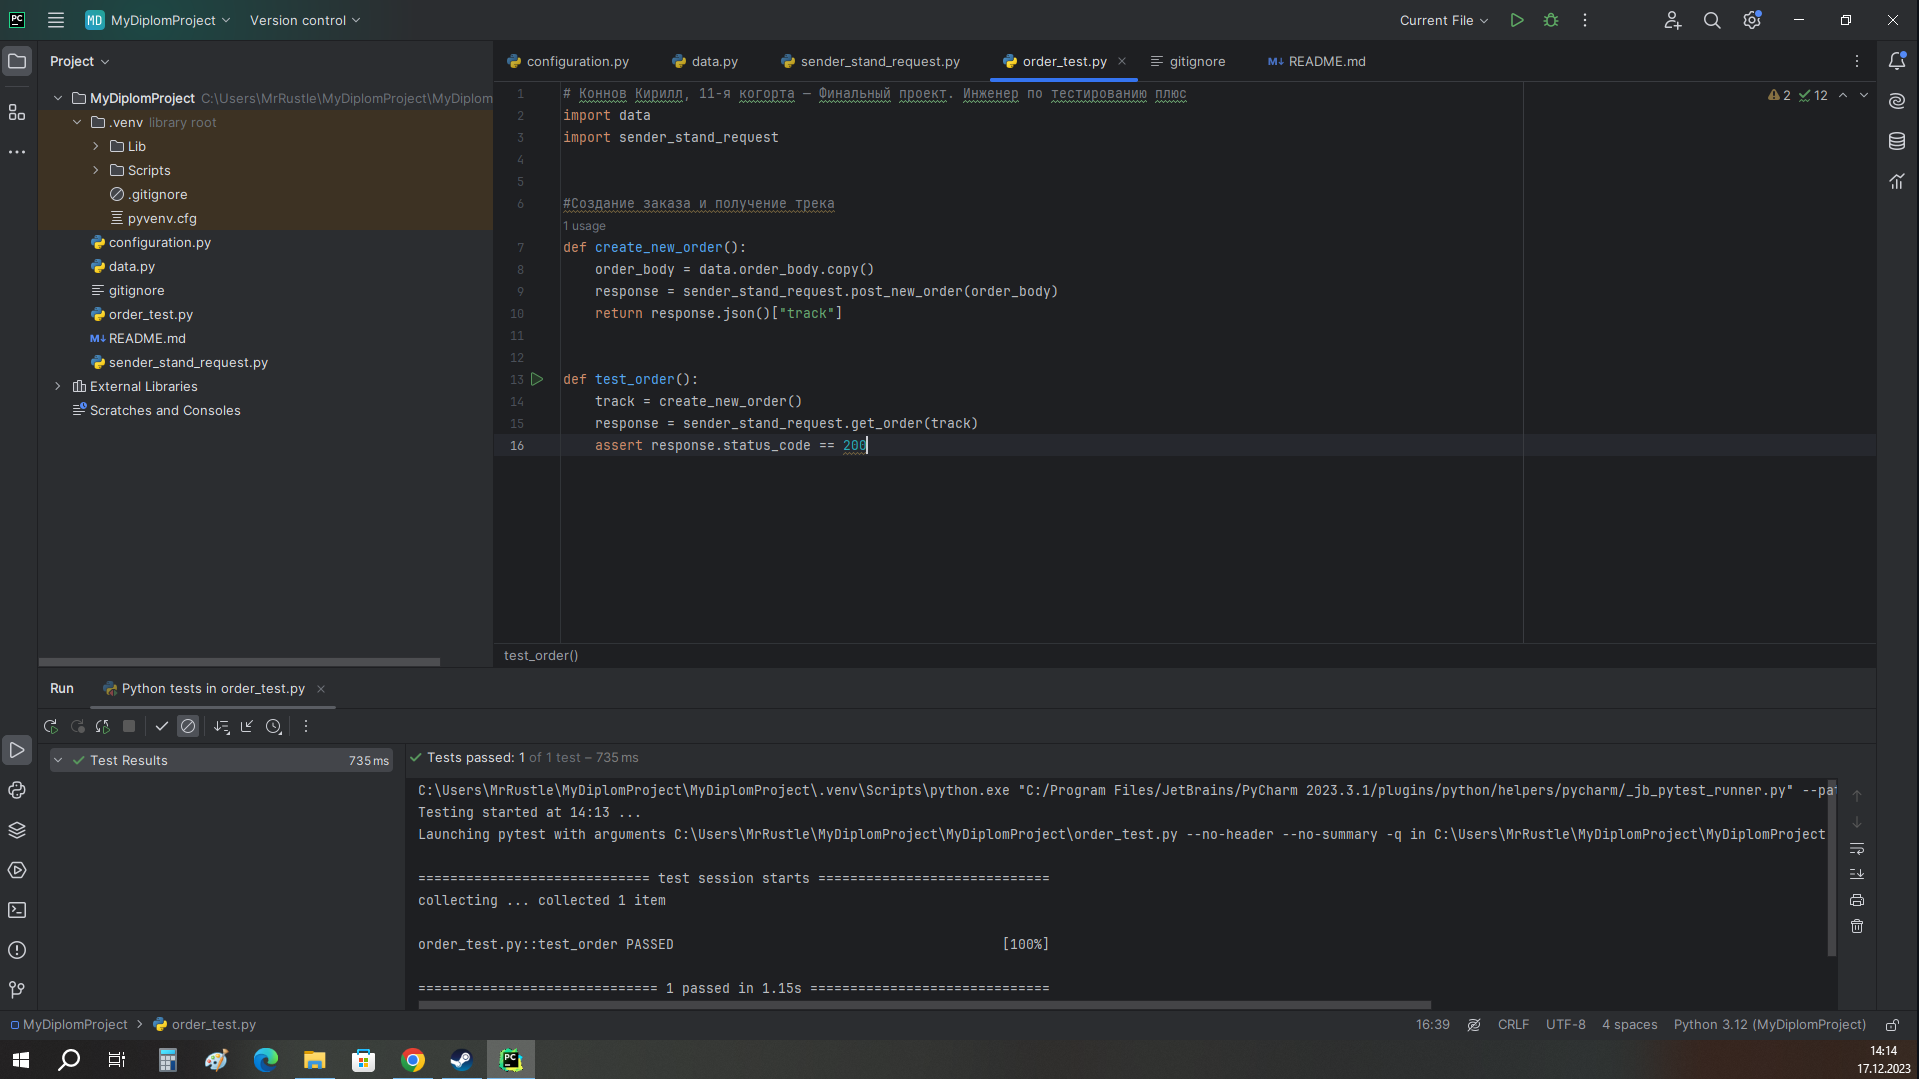 PC MD MyDiplomProject Version control Current File
Project
configuration.py data.py sender_stand_request.py order_test.py gitignore M↓ README.md
MyDiplomProject C:\Users\MrRustle\MyDiplomProject\MyDiplom
.venv library root
Lib
Scripts
.gitignore
pyvenv.cfg
configuration.py
data.py
gitignore
order_test.py
M↓ README.md
sender_stand_request.py
External Libraries
Scratches and Consoles
1 # Коннов Кирилл, 11-я когорта — Финальный проект. Инженер по тестированию плюс
2 12
2 import data
3 import sender_stand_request
4
5
6 #Создание заказа и получение трека
1 usage
7 def create_new_order():
8 order_body = data.order_body.copy()
9 response = sender_stand_request.post_new_order(order_body)
10 return response.json()["track"]
11
12
13 def test_order():
14 track = create_new_order()
15 response = sender_stand_request.get_order(track)
16 assert response.status_code == 200
test_order()
Run Python tests in order_test.py
Test Results 735 ms
Tests passed: 1 of 1 test – 735 ms
C:\Users\MrRustle\MyDiplomProject\MyDiplomProject\.venv\Scripts\python.exe "C:/Program Files/JetBrains/PyCharm 2023.3.1/plugins/python/helpers/pycharm/_jb_pytest_runner.py" --pat
Testing started at 14:13 ...
Launching pytest with arguments C:\Users\MrRustle\MyDiplomProject\MyDiplomProject\order_test.py --no-header --no-summary -q in C:\Users\MrRustle\MyDiplomProject\MyDiplomProject
============================= test session starts =============================
collecting ... collected 1 item
order_test.py::test_order PASSED [100%]
============================== 1 passed in 1.15s ==============================
MyDiplomProject order_test.py 16:39 CRLF UTF-8 4 spaces Python 3.12 (MyDiplomProject)
PC
14:14
17.12.2023